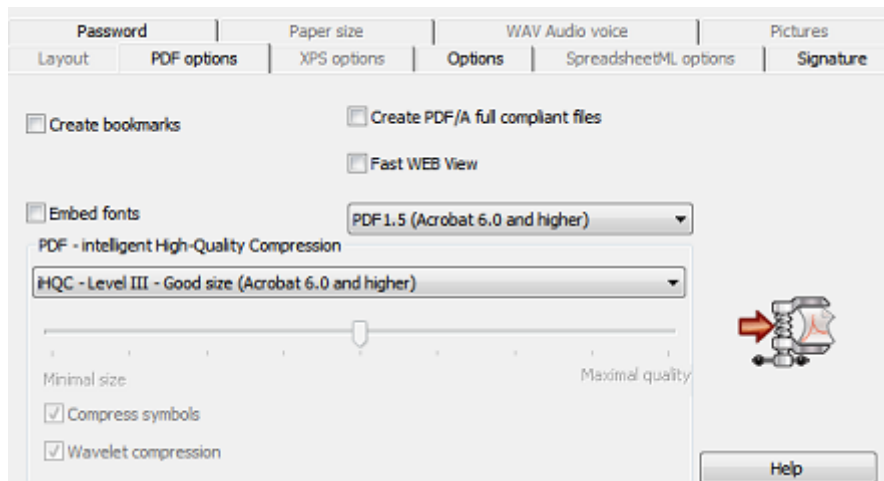 Password Paper size WAV Audio voice Pictures
Layout PDF options XPS options Options SpreadsheetML options Signature
Create bookmarks Create PDF/A full compliant files
Fast WEB View
Embed fonts PDF1.5 (Acrobat 6.0 and higher)
PDF - intelligent High-Quality Compression
iHQC - Level III - Good size (Acrobat 6.0 and higher)
Minimal size Maximal quality
Compress symbols
Wavelet compression
Help